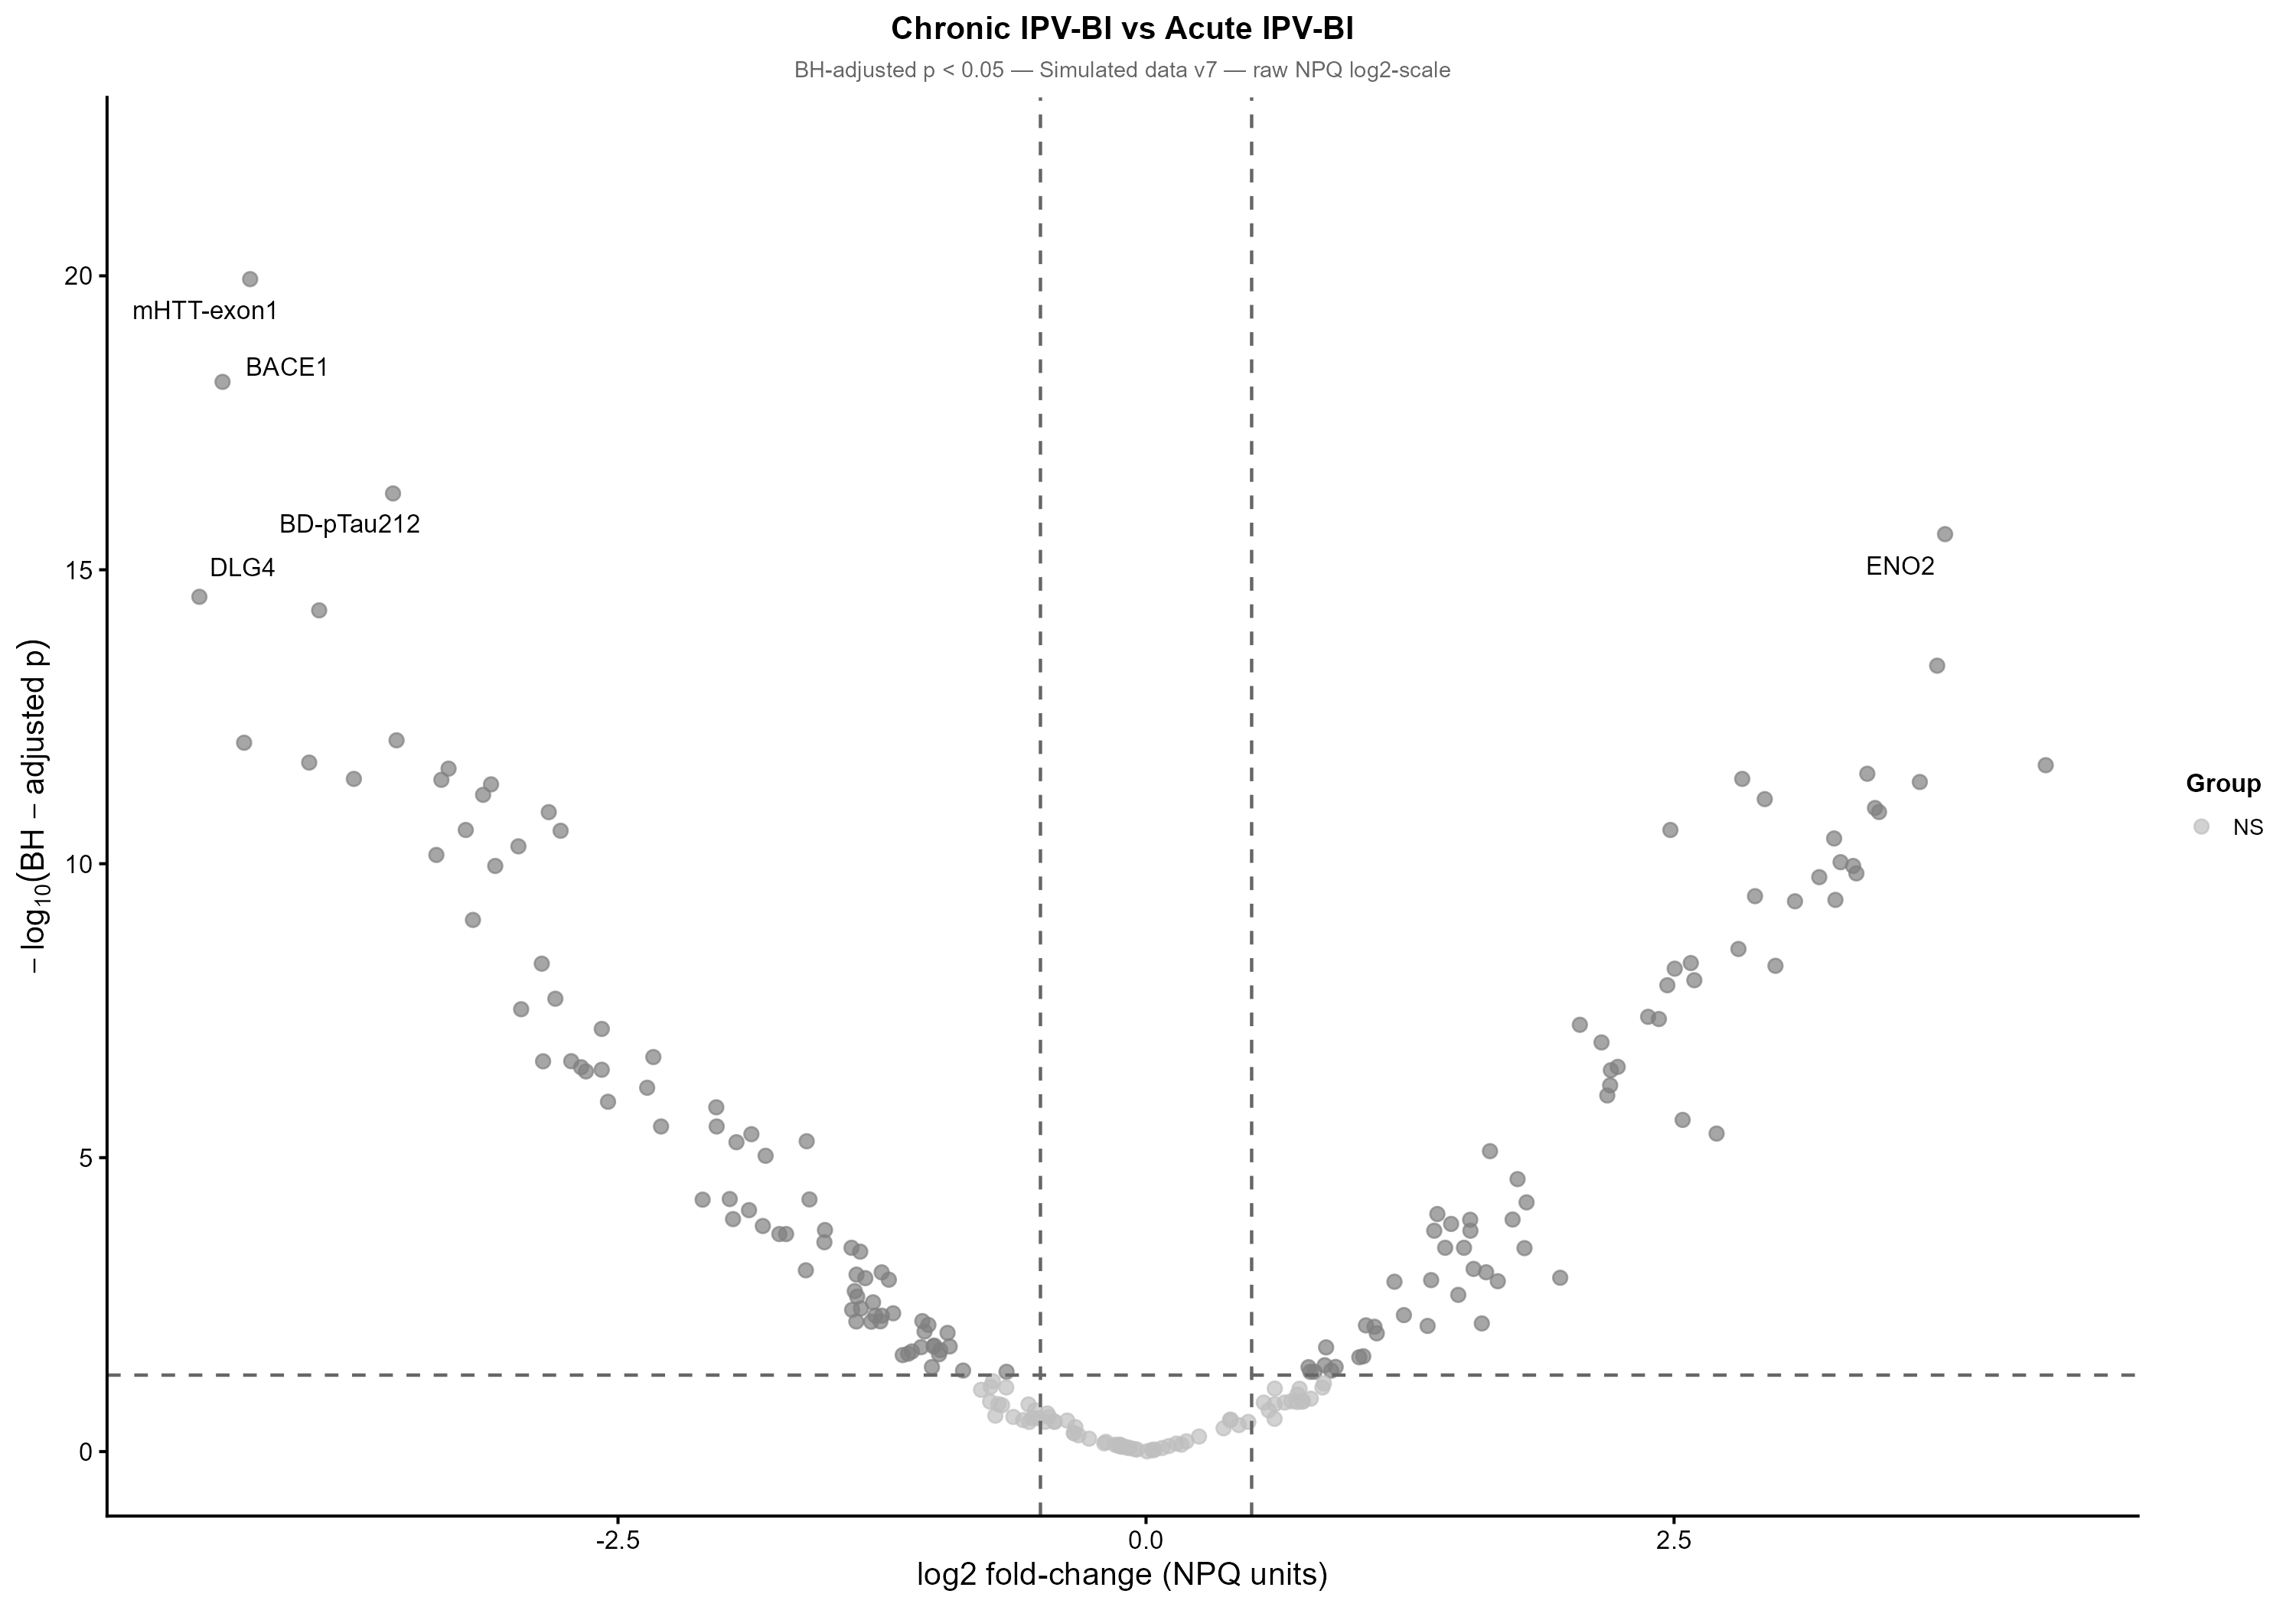 Chronic IPV-BI vs Acute IPV-BI
BH-adjusted p < 0.05 — Simulated data v7 — raw NPQ log2-scale
− log10(BH − adjusted p)
20
15
10
5
0
mHTT-exon1
BACE1
BD-pTau212
DLG4
ENO2
Group
NS
-2.5
0.0
2.5
log2 fold-change (NPQ units)